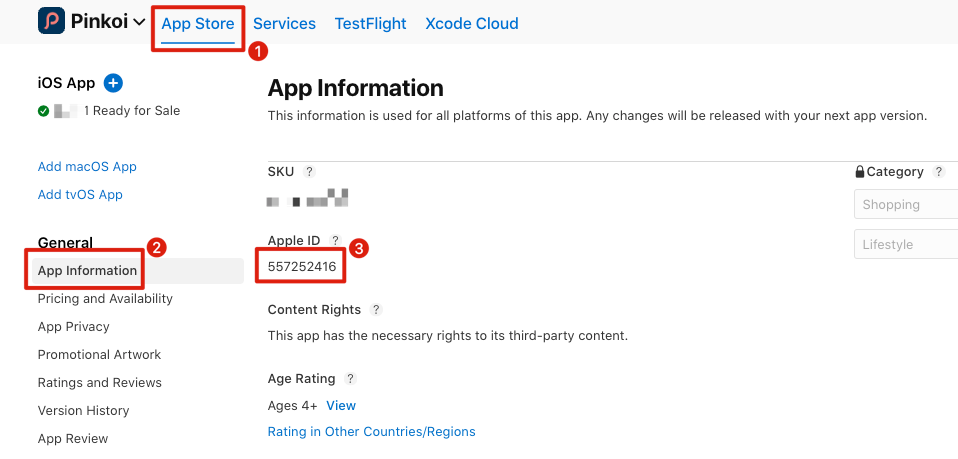 Pinkoi App Store Services TestFlight Xcode Cloud
1
iOS App
1 Ready for Sale
Add macOS App
Add tvOS App
General
2
App Information
Pricing and Availability
App Privacy
Promotional Artwork
Ratings and Reviews
Version History
App Review
App Information
This information is used for all platforms of this app. Any changes will be released with your next app version.
SKU ?
Apple ID ?
3
557252416
Content Rights ?
This app has the necessary rights to its third-party content.
Age Rating ?
Ages 4+ View
Rating in Other Countries/Regions
Category ?
Shopping
Lifestyle